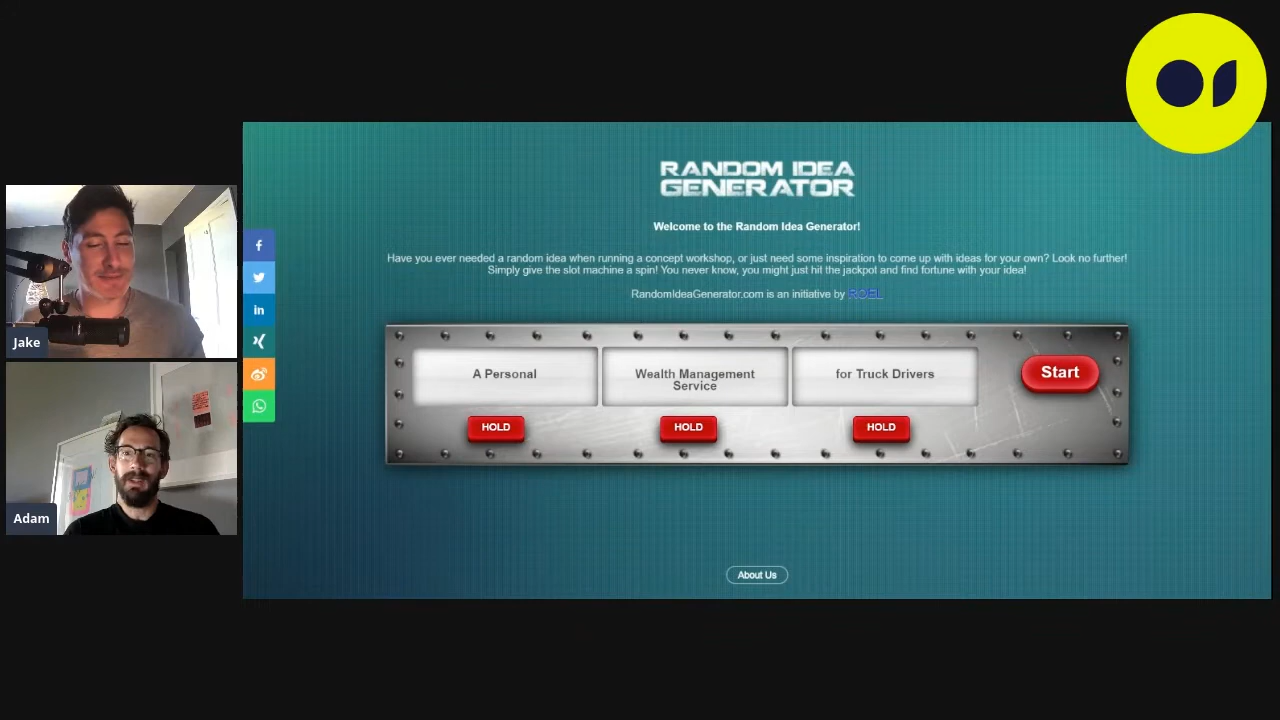 RANDOM IDEA
GENERATOR
Welcome to the Random Idea Generator!
Have you ever needed a random idea when running a concept workshop, or just need some inspiration to come up with ideas for your own? Look no further!
Simply give the slot machine a spin! You never know, you might just hit the jackpot and find fortune with your idea!
RandomIdeaGenerator.com is an initiative by ROEL
A Personal
Wealth Management
Service
for Truck Drivers
Start
HOLD
HOLD
HOLD
About Us
Jake
Adam